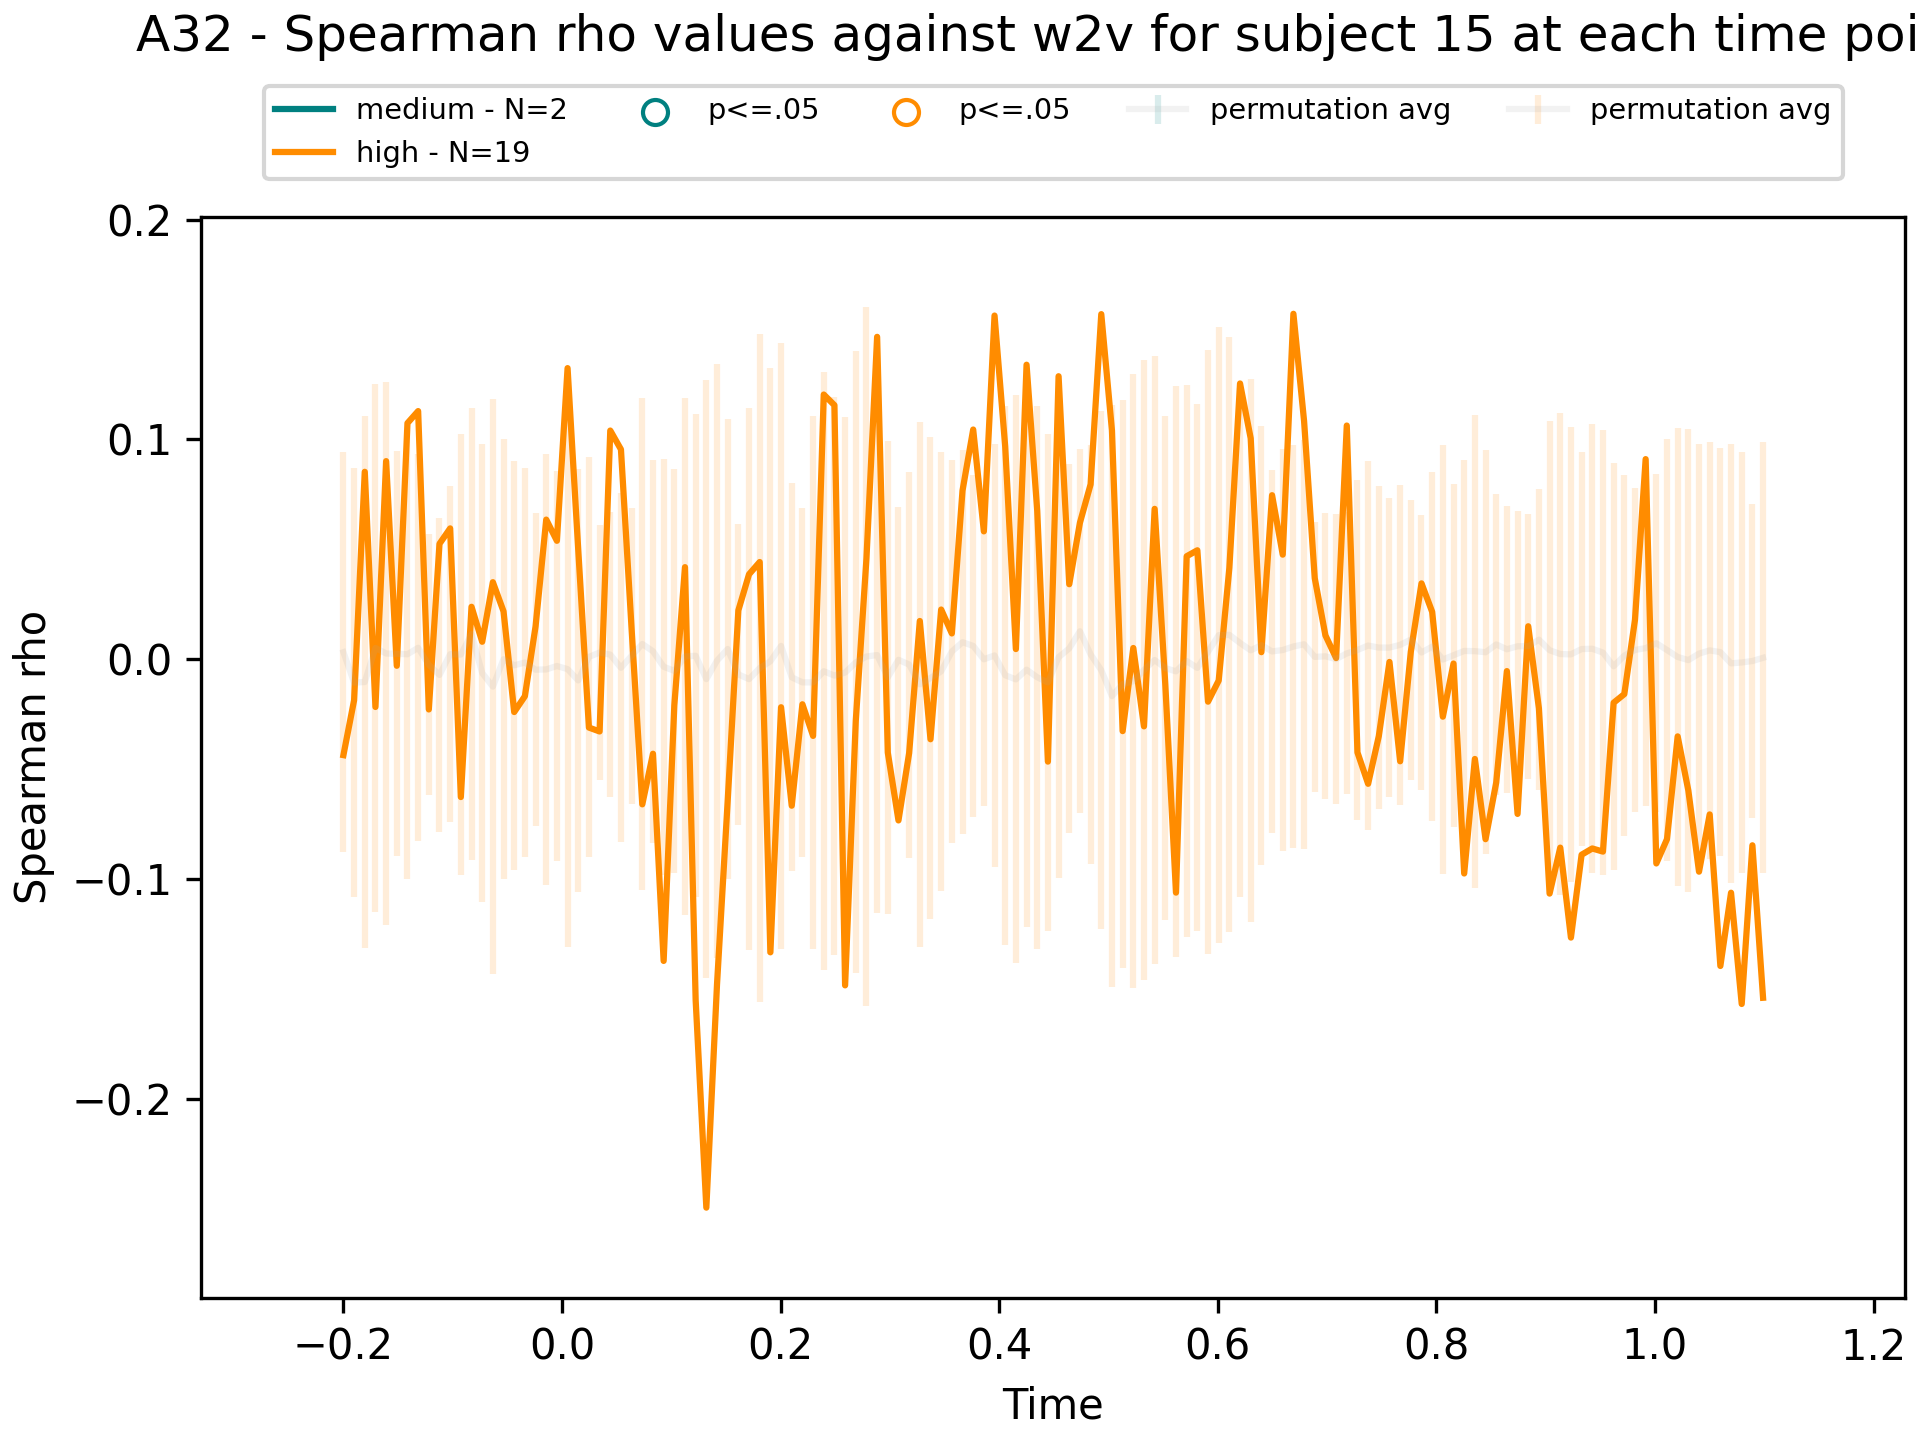 A32 - Spearman rho values against w2v for subject 15 at each time poi
medium - N=2
high - N=19
p<=.05
p<=.05
permutation avg
permutation avg
0.2
0.1
0.0
−0.1
−0.2
Spearman rho
−0.2 0.0 0.2 0.4 0.6 0.8 1.0 1.2
Time